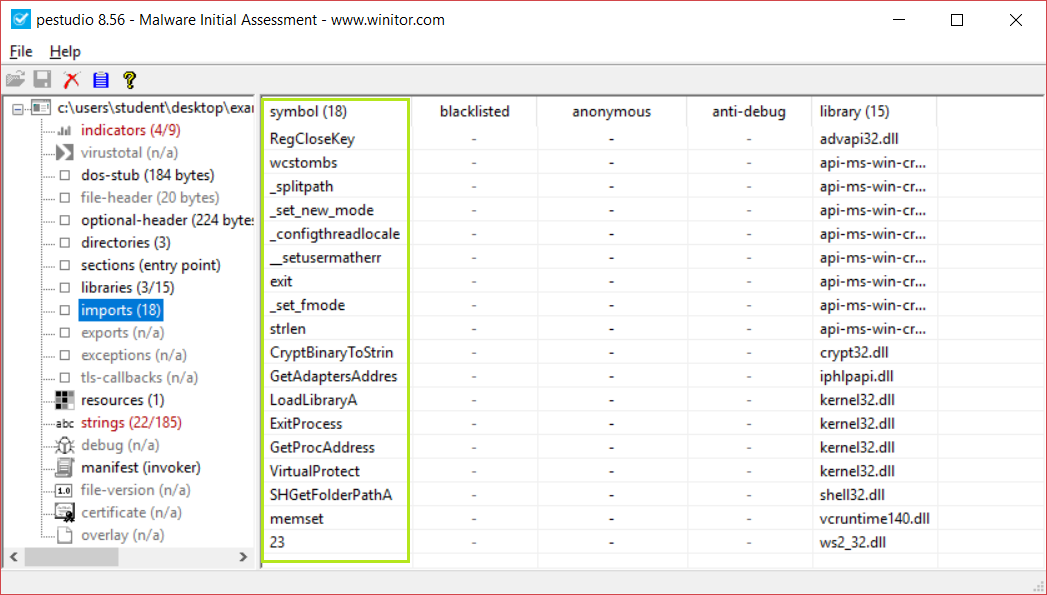 pestudio 8.56 - Malware Initial Assessment - www.winitor.com
File Help
c:\users\student\desktop\exa
indicators (4/9)
virustotal (n/a)
dos-stub (184 bytes)
file-header (20 bytes)
optional-header (224 bytes
directories (3)
sections (entry point)
libraries (3/15)
imports (18)
exports (n/a)
exceptions (n/a)
tls-callbacks (n/a)
resources (1)
abc strings (22/185)
debug (n/a)
manifest (invoker)
1.0 file-version (n/a)
certificate (n/a)
overlay (n/a)
symbol (18) blacklisted anonymous anti-debug library (15)
RegCloseKey - - - advapi32.dll
wcstombs - - - api-ms-win-cr...
_splitpath - - - api-ms-win-cr...
_set_new_mode - - - api-ms-win-cr...
_configthreadlocale - - - api-ms-win-cr...
__setusermatherr - - - api-ms-win-cr...
exit - - - api-ms-win-cr...
_set_fmode - - - api-ms-win-cr...
strlen - - - api-ms-win-cr...
CryptBinaryToStrin - - - crypt32.dll
GetAdaptersAddres - - - iphlpapi.dll
LoadLibraryA - - - kernel32.dll
ExitProcess - - - kernel32.dll
GetProcAddress - - - kernel32.dll
VirtualProtect - - - kernel32.dll
SHGetFolderPathA - - - shell32.dll
memset - - - vcruntime140.dll
23 - - - ws2_32.dll